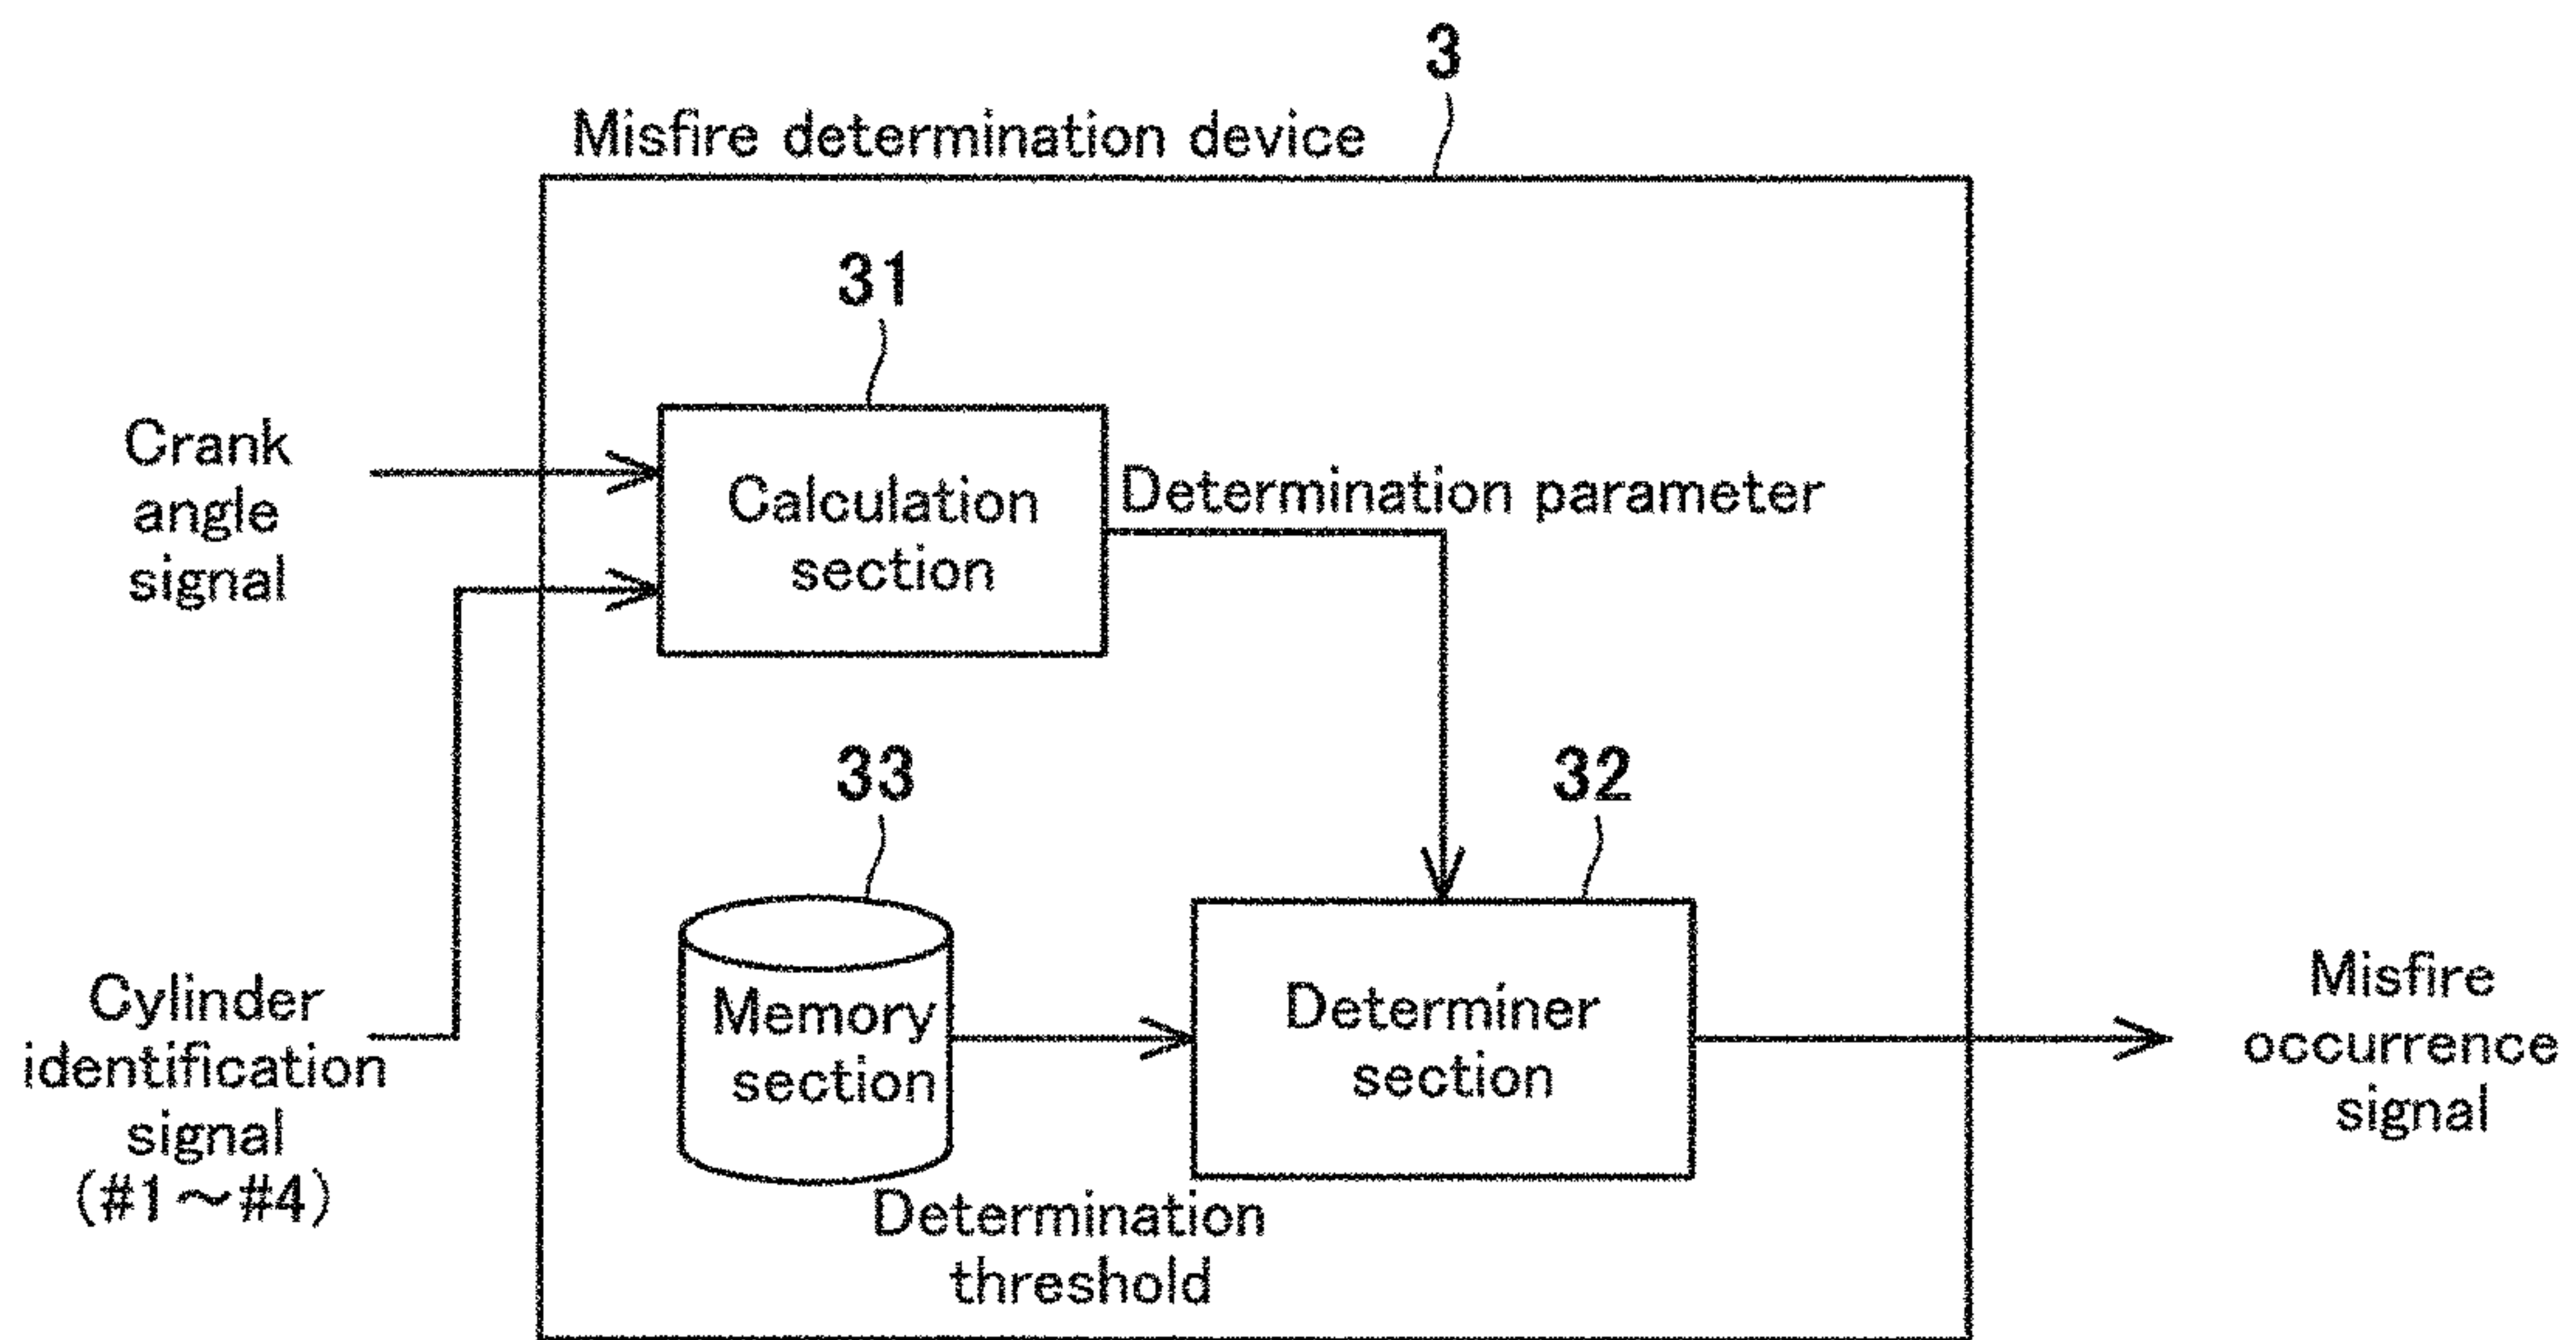 3
Misfire determination device
31
Crank
angle
signal
Calculation
section
Determination parameter
33
32
Cylinder
identification
signal
(#1～#4)
Memory
section
Determiner
section
Determination
threshold
Misfire
occurrence
signal